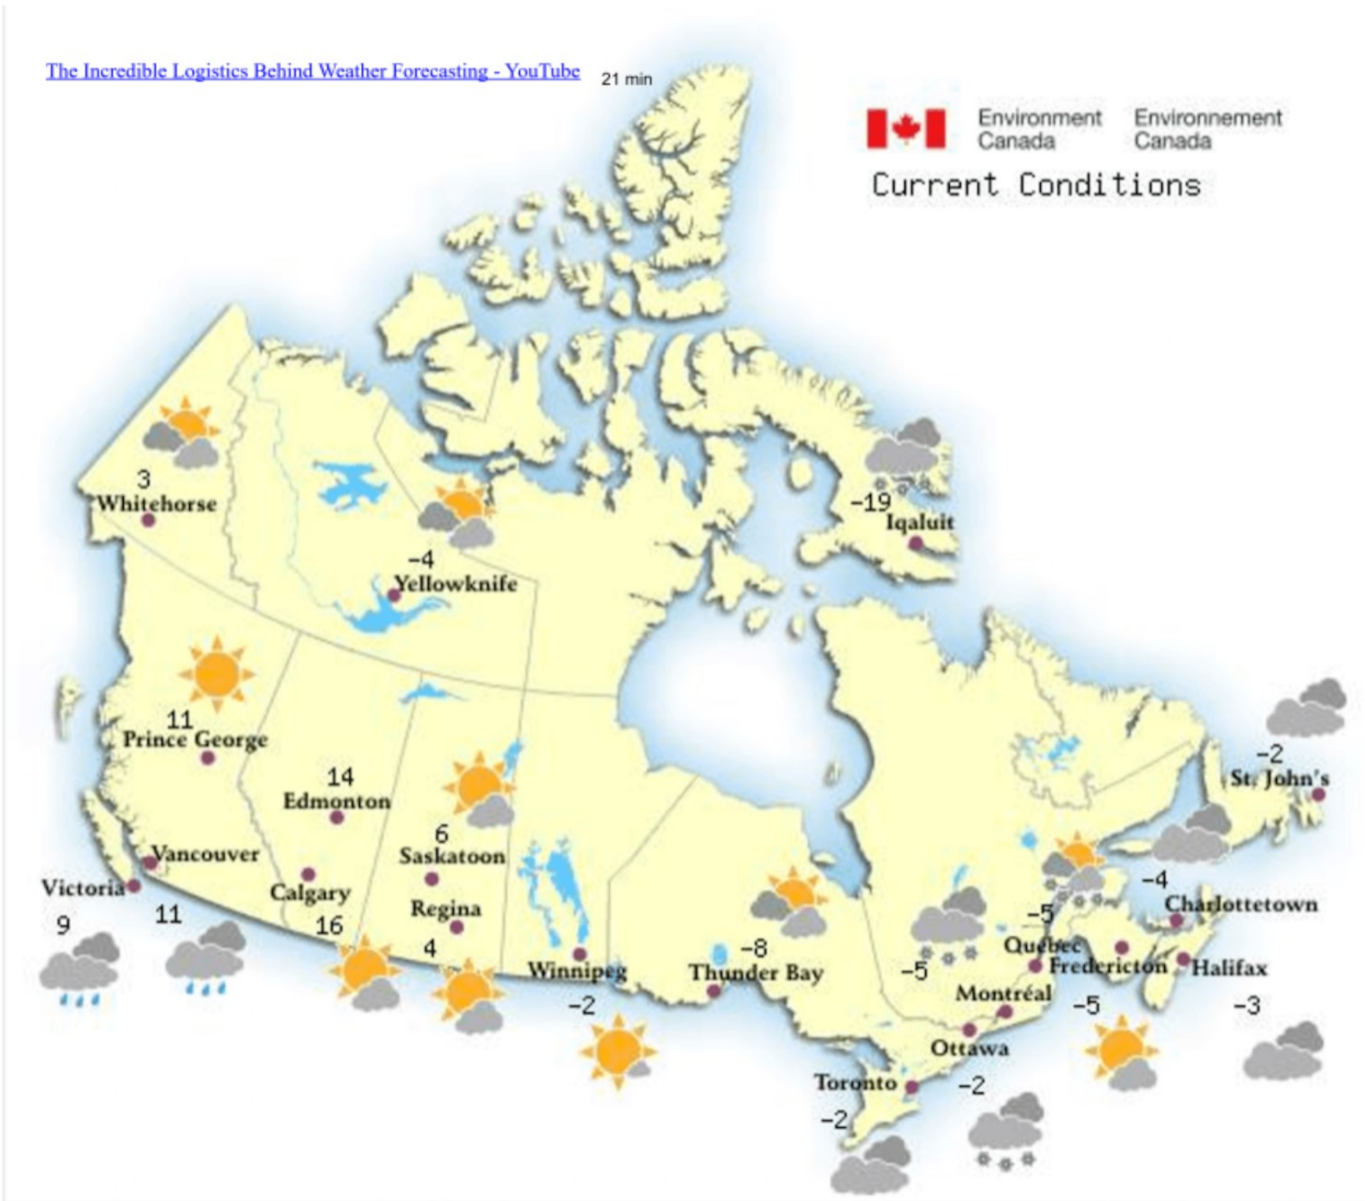 The Incredible Logistics Behind Weather Forecasting - YouTube 21 min
Environment Environnement
Canada Canada
Current Conditions
3
Whitehorse
-19
Iqaluit
-4
Yellowknife
11
Prince George
14
Edmonton
6
Saskatoon
Vancouver
11
Victoria
9
Calgary
16
Regina
4
Winnipeg
-2
-8
Thunder Bay
-2
St. John's
-4
Charlottetown
-5
Québec
Fredericton
-5
Halifax
-3
-5
Montréal
Ottawa
-2
Toronto
-2